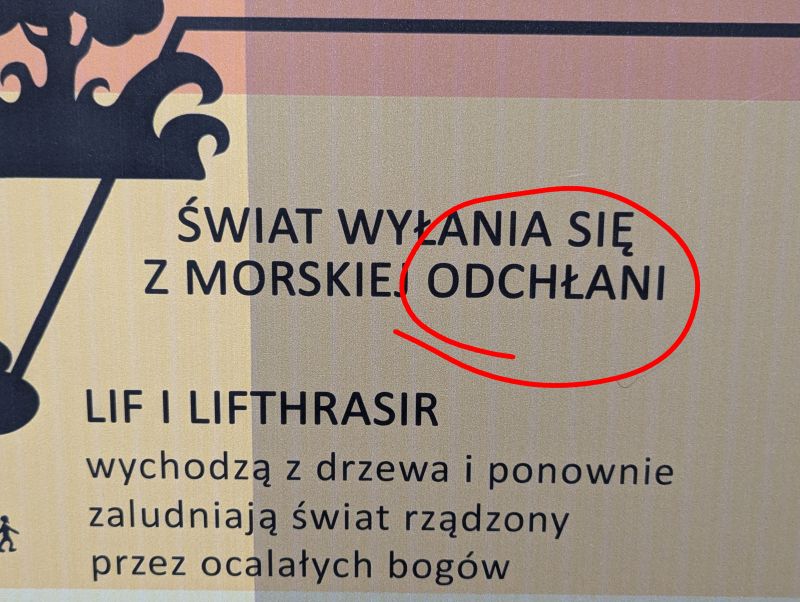 ŚWIAT WYŁANIA SIĘ
Z MORSKIEJ ODCHŁANI
LIF I LIFTHRASIR
wychodzą z drzewa i ponownie
zaludniają świat rządzony
przez ocalałych bogów